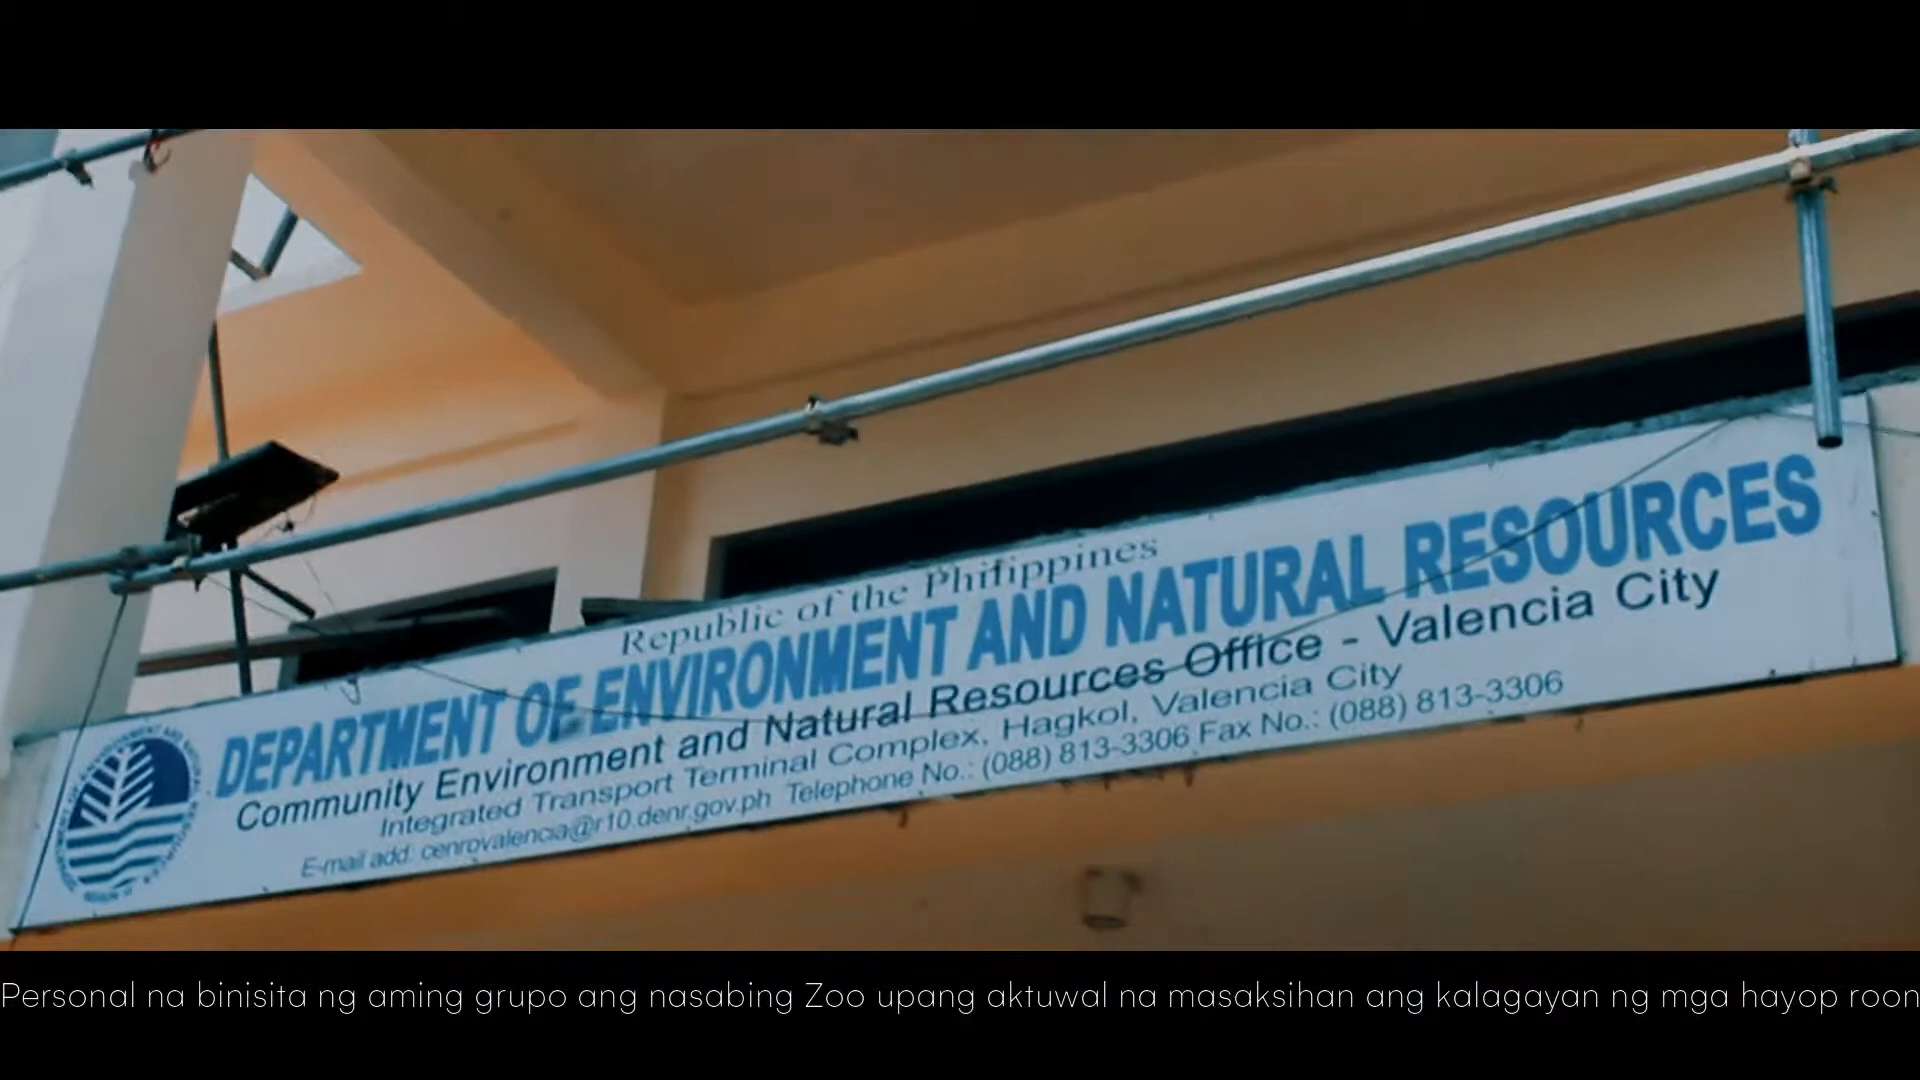 Republic of the Philippines
DEPARTMENT OF ENVIRONMENT AND NATURAL RESOURCES
Community Environment and Natural Resources Office - Valencia City
Integrated Transport Terminal Complex, Hagkol, Valencia City
E-mail add: cenrovalencia@r10.denr.gov.ph Telephone No.: (088) 813-3306 Fax No.: (088) 813-3306
Personal na binisita ng aming grupo ang nasabing Zoo upang aktuwal na masaksihan ang kalagayan ng mga hayop roon